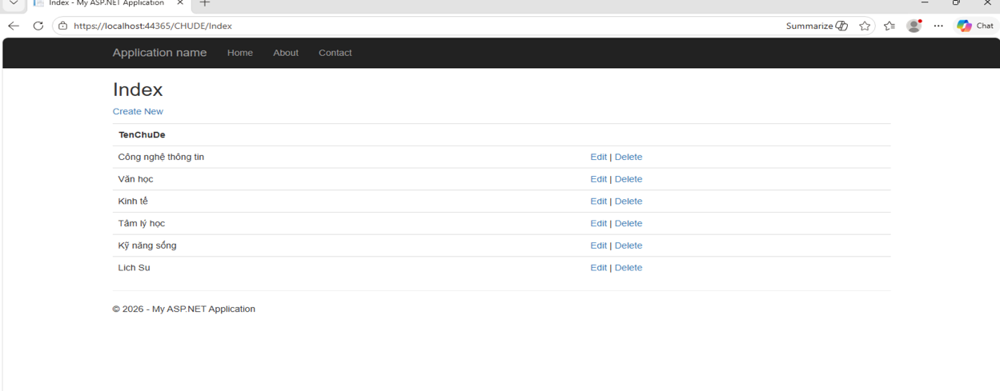 Index - My ASP.NET Application
https://localhost:44365/CHUDE/Index Summarize Chat
Application name Home About Contact
Index
Create New
TenChuDe
Công nghệ thông tin Edit | Delete
Văn học Edit | Delete
Kinh tế Edit | Delete
Tâm lý học Edit | Delete
Kỹ năng sống Edit | Delete
Lich Su Edit | Delete
© 2026 - My ASP.NET Application